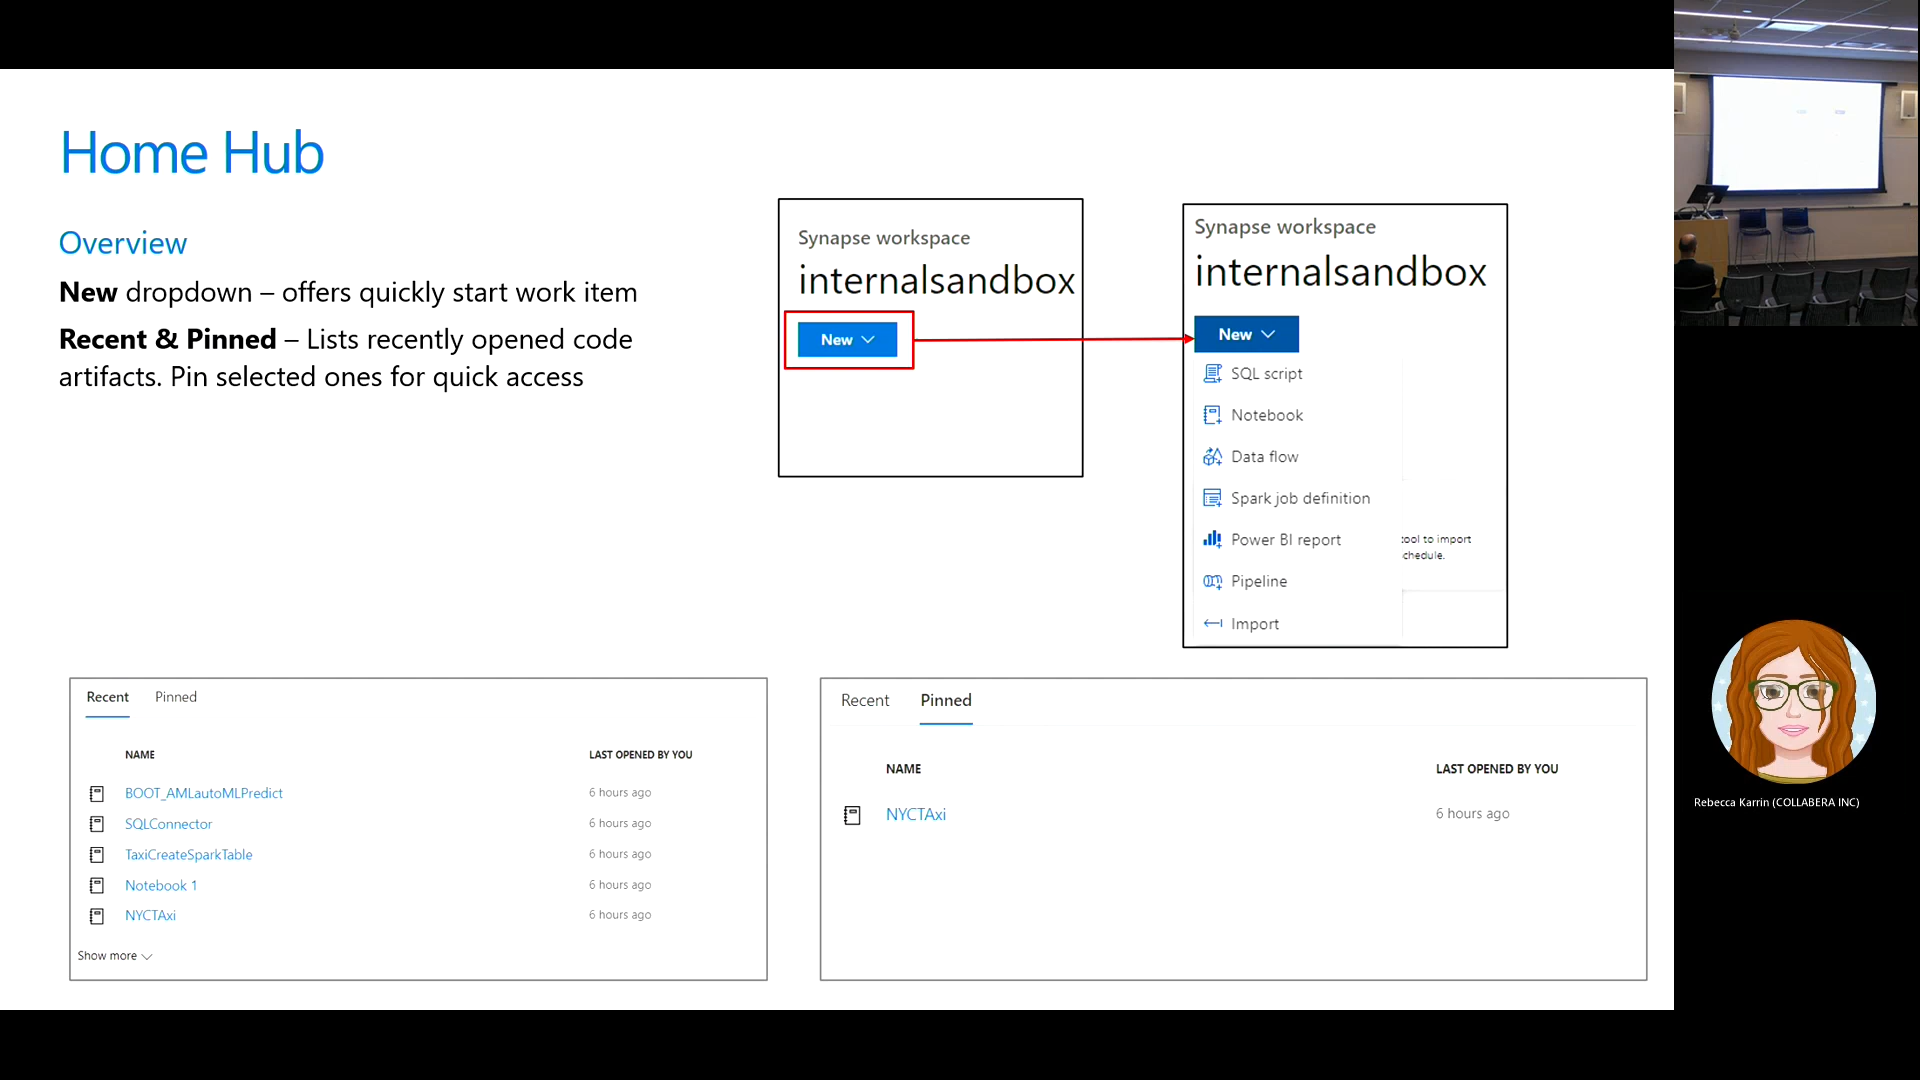 Home Hub
Overview
New dropdown – offers quickly start work item
Recent & Pinned – Lists recently opened code
artifacts. Pin selected ones for quick access
Synapse workspace
internalsandbox
New
Synapse workspace
internalsandbox
New
SQL script
Notebook
Data flow
Spark job definition
Power BI report
tool to import
chedule.
Pipeline
Import
Recent Pinned
NAME LAST OPENED BY YOU
BOOT_AMLautoMLPredict 6 hours ago
SQLConnector 6 hours ago
TaxiCreateSparkTable 6 hours ago
Notebook 1 6 hours ago
NYCTAxi 6 hours ago
Show more
Recent Pinned
NAME LAST OPENED BY YOU
NYCTAxi 6 hours ago
Rebecca Karrin (COLLABERA INC)